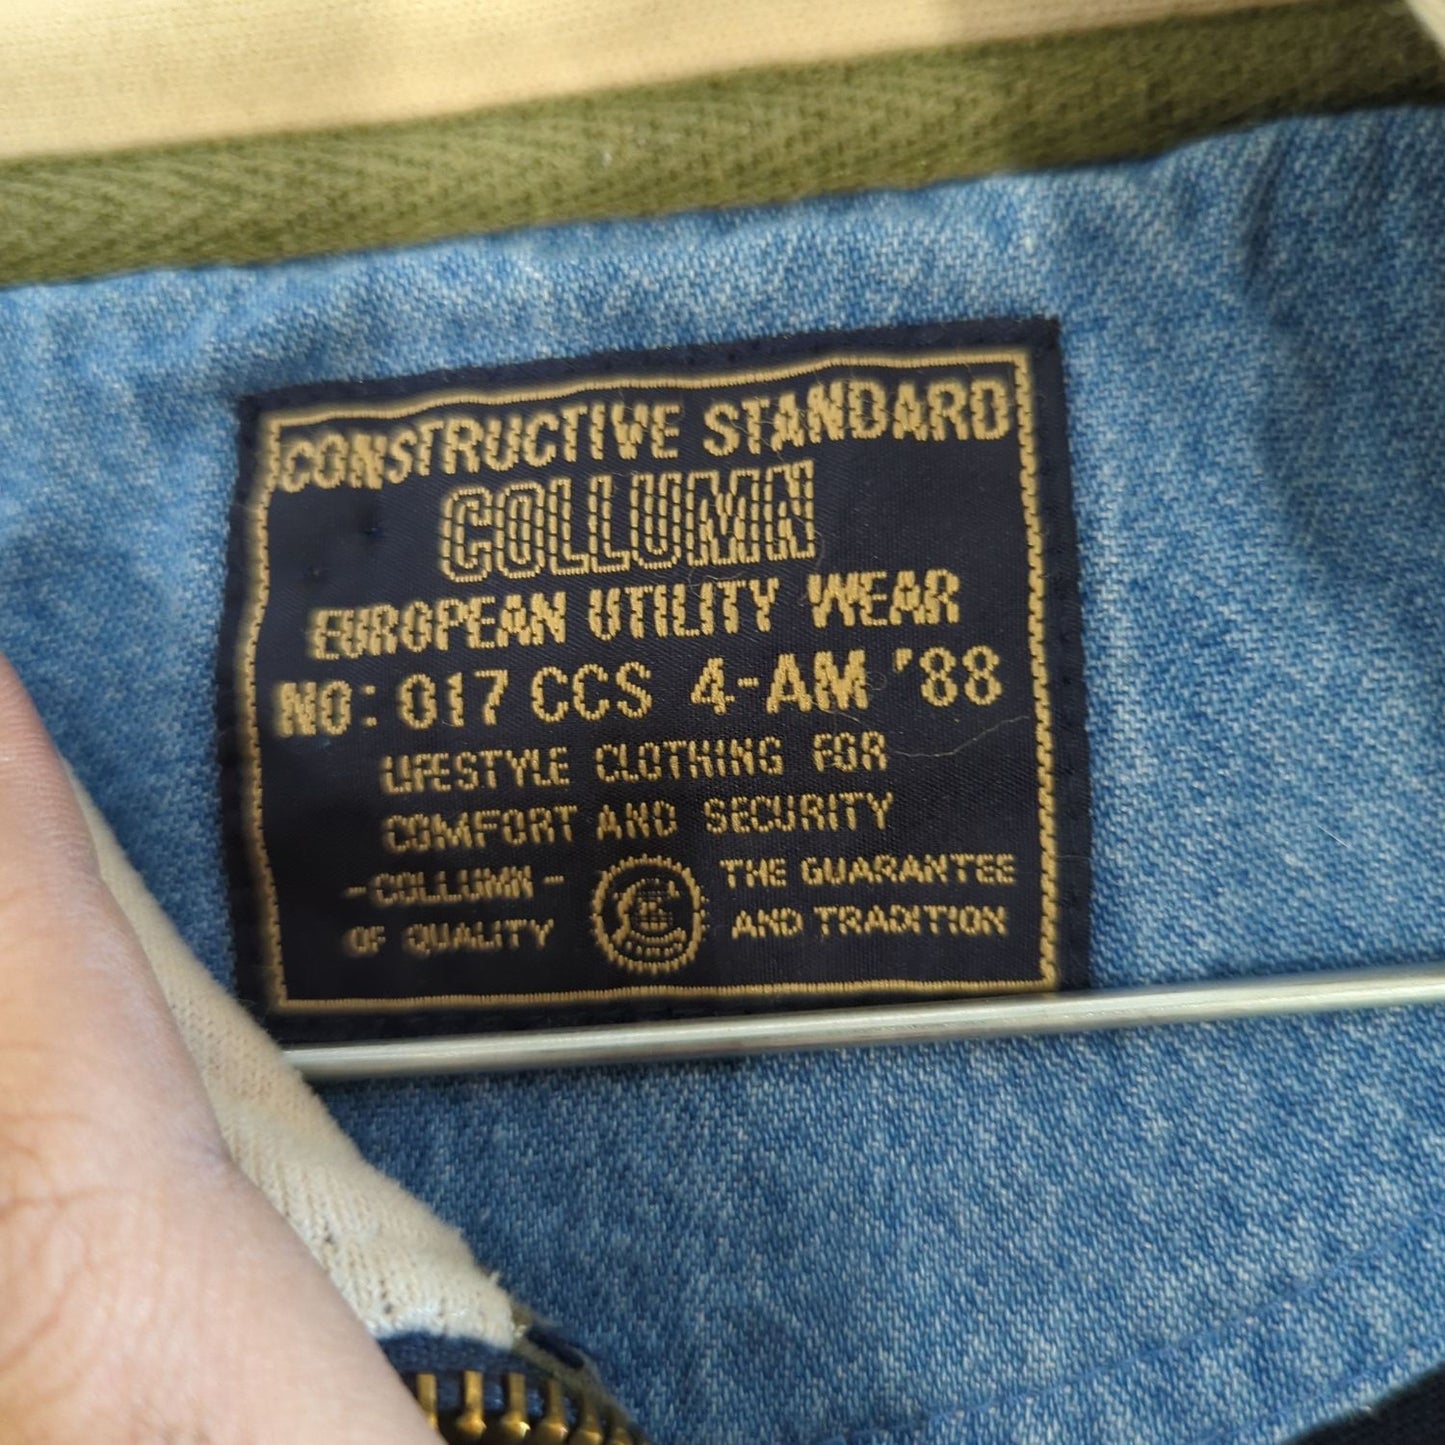 CONSTRUCTIVE STANDARD
COLLUMN
EUROPEAN UTILITY WEAR
NO: 017 CCS 4-AM '88
LIFESTYLE CLOTHING FOR
COMFORT AND SECURITY
-COLLUMN- THE GUARANTEE
OF QUALITY AND TRADITION